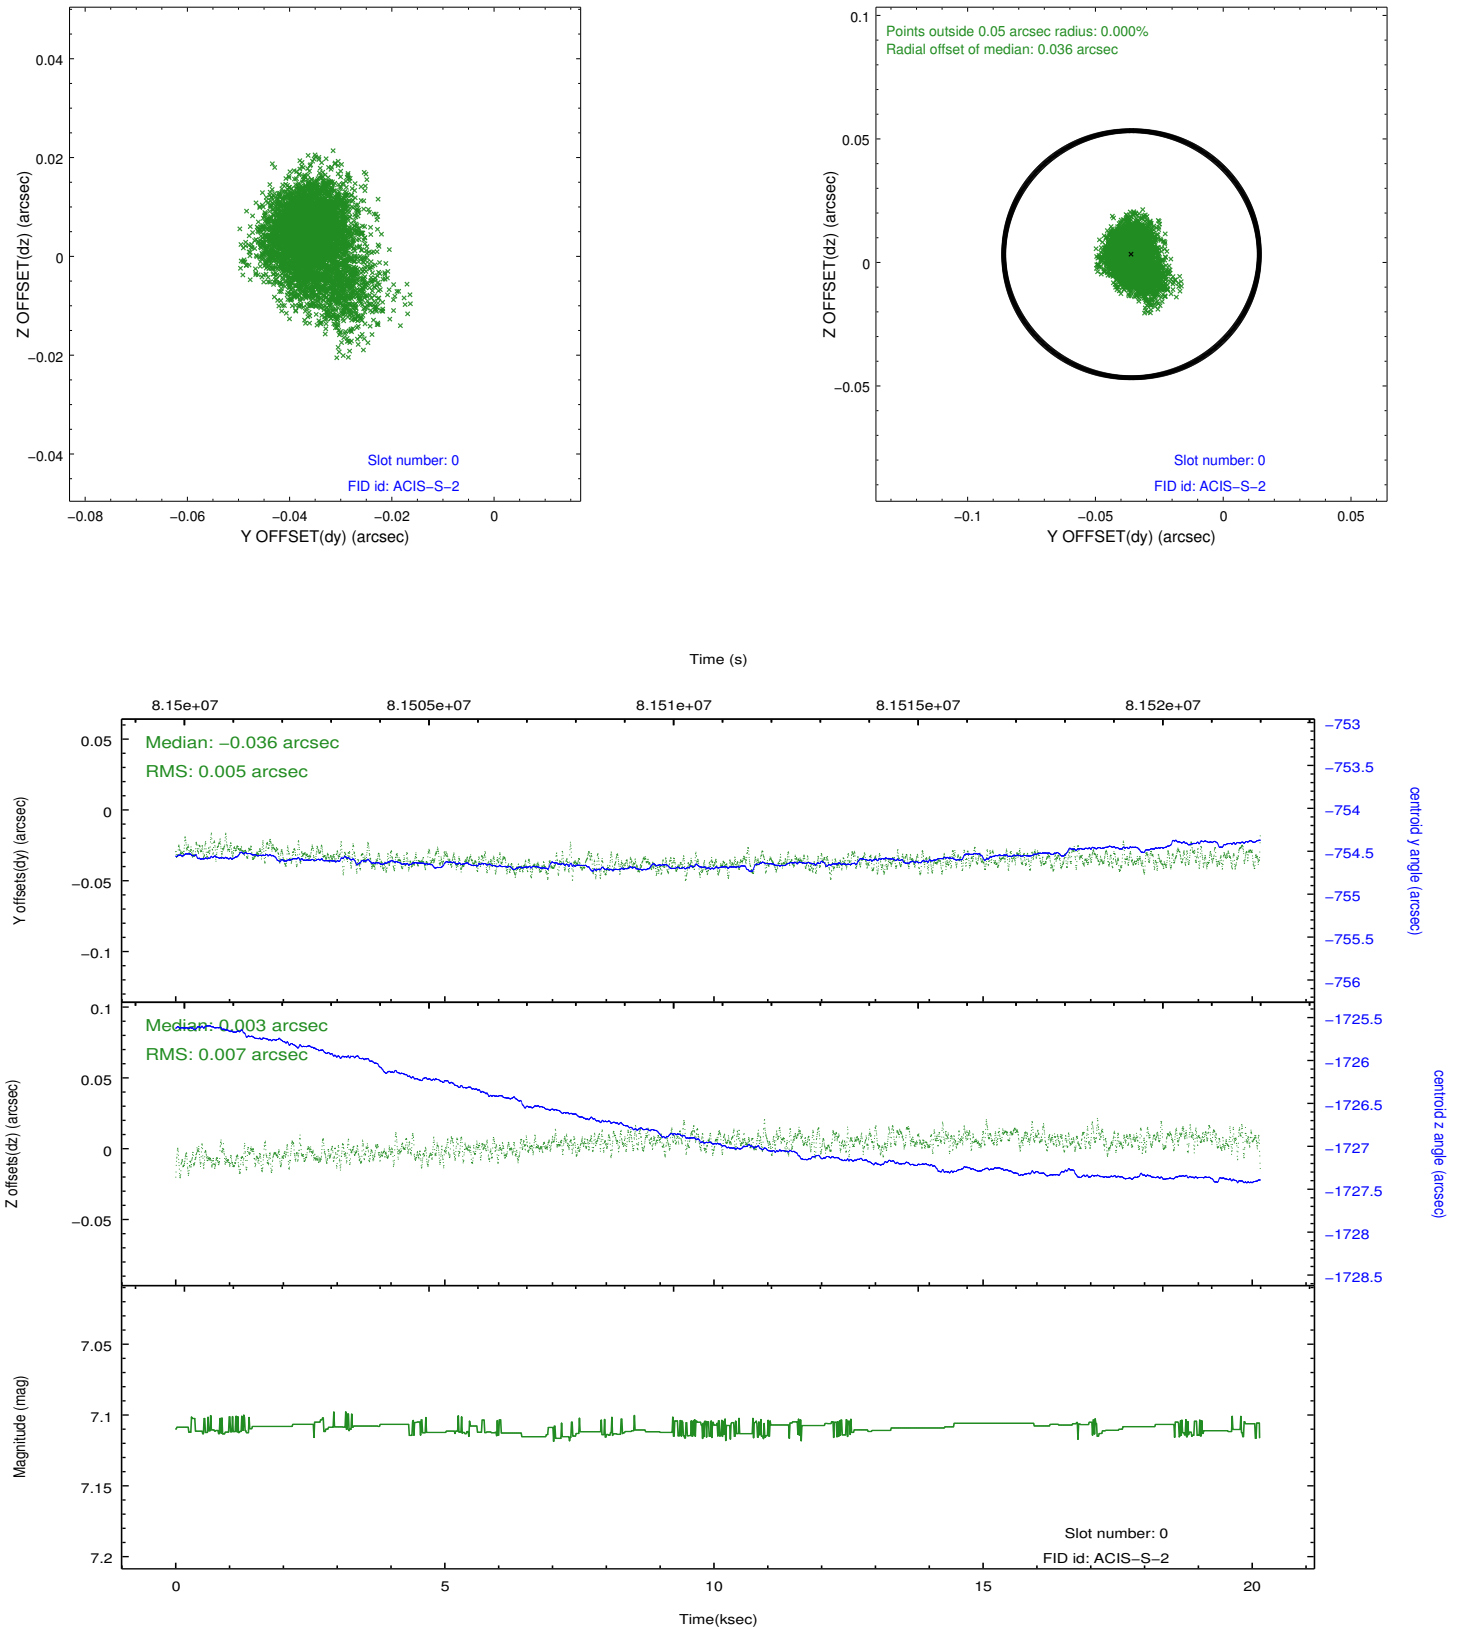 0.04
0.02
0
−0.02
−0.04
Z OFFSET(dz) (arcsec)
Slot number: 0
FID id: ACIS−S−2
−0.08 −0.06 −0.04 −0.02 0
Y OFFSET(dy) (arcsec)
0.1
0.05
0
−0.05
Z OFFSET(dz) (arcsec)
Points outside 0.05 arcsec radius: 0.000%
Radial offset of median: 0.036 arcsec
Slot number: 0
FID id: ACIS−S−2
−0.1 −0.05 0 0.05
Y OFFSET(dy) (arcsec)
Time (s)
8.15e+07 8.1505e+07 8.151e+07 8.1515e+07 8.152e+07
0.05
0
−0.05
−0.1
Y offsets(dy) (arcsec)
Median: −0.036 arcsec
RMS: 0.005 arcsec
−753
−753.5
−754
−754.5
−755
−755.5
−756
centroid y angle (arcsec)
0.1
0.05
0
−0.05
Z offsets(dz) (arcsec)
Median: 0.003 arcsec
RMS: 0.007 arcsec
−1725.5
−1726
−1726.5
−1727
−1727.5
−1728
−1728.5
centroid z angle (arcsec)
7.05
7.1
7.15
7.2
Magnitude (mag)
Slot number: 0
FID id: ACIS−S−2
0 5 10 15 20
Time(ksec)